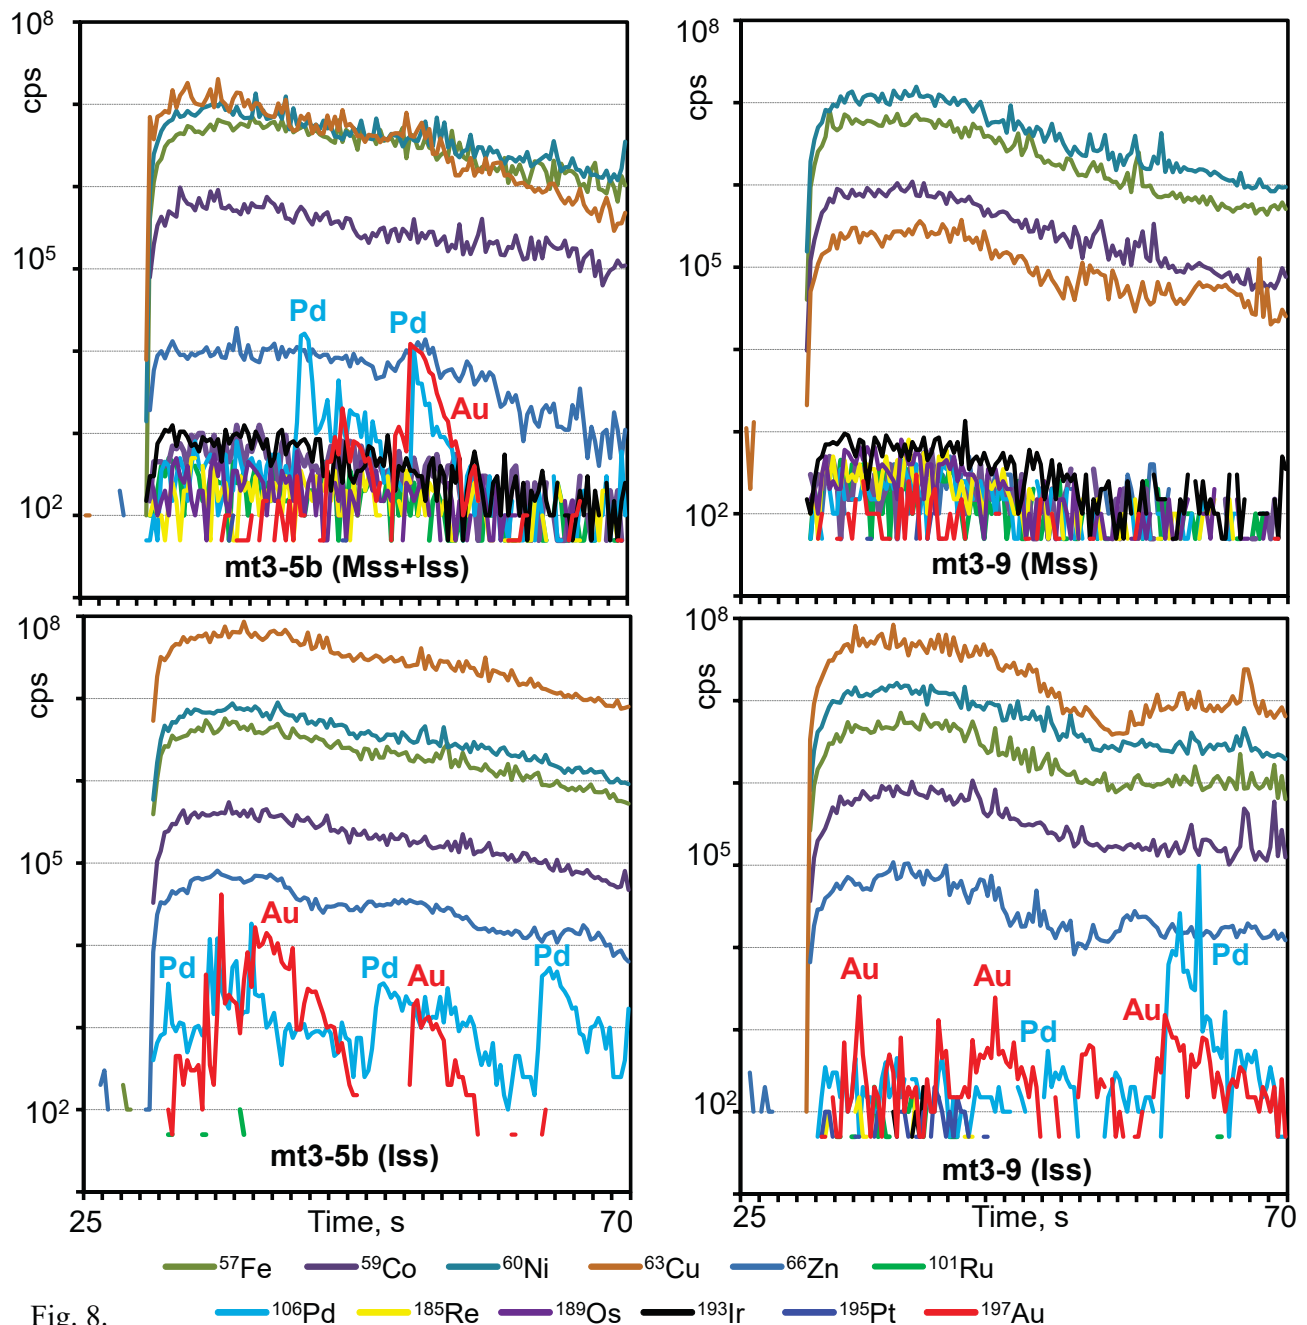 10⁸ 10⁸
cps cps
10⁵ 10⁵
Pd Pd
Au
10² 10²
mt3-5b (Mss+Iss) mt3-9 (Mss)
10⁸ 10⁸
cps cps
10⁵ 10⁵
Au
Pd Pd Au Pd Au Au Pd
Pd Au
10² 10²
mt3-5b (Iss) mt3-9 (Iss)
25 Time, s 70 25 Time, s 70
⁵⁷Fe ⁵⁹Co ⁶⁰Ni ⁶³Cu ⁶⁶Zn ¹⁰¹Ru
¹⁰⁶Pd ¹⁸⁵Re ¹⁸⁹Os ¹⁹³Ir ¹⁹⁵Pt ¹⁹⁷Au
Fig. 8.